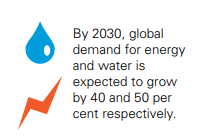 By 2030, global
demand for energy
and water is
expected to grow
by 40 and 50 per
cent respectively.